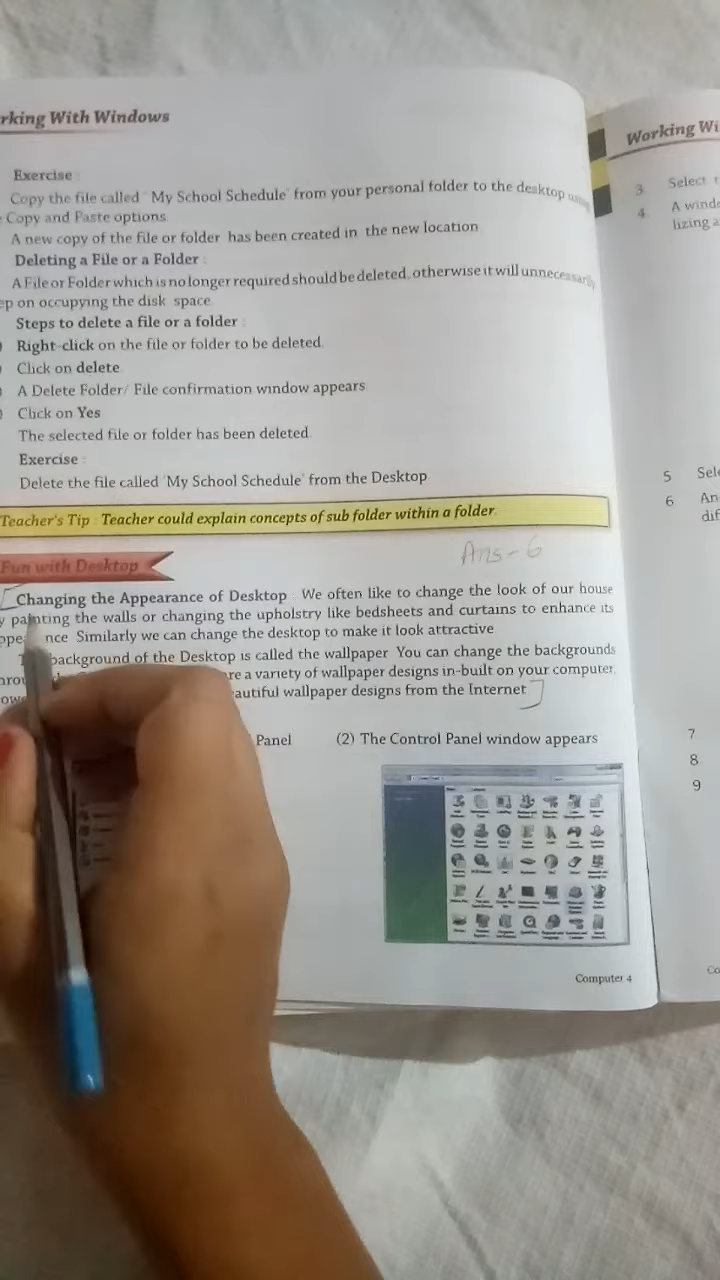 rking With Windows
Exercise :
Copy the file called 'My School Schedule' from your personal folder to the desktop
Copy and Paste options
A new copy of the file or folder has been created in the new location
Deleting a File or a Folder :
A File or Folder which is no longer required should be deleted, otherwise it will unnecessarily
ep on occupying the disk space.
Steps to delete a file or a folder :
Right-click on the file or folder to be deleted.
Click on delete
A Delete Folder/ File confirmation window appears
Click on Yes
The selected file or folder has been deleted.
Exercise :
Delete the file called 'My School Schedule' from the Desktop
Teacher's Tip Teacher could explain concepts of sub folder within a folder.
Ans-6
Fun with Desktop
Changing the Appearance of Desktop We often like to change the look of our house
y painting the walls or changing the upholstry like bedsheets and curtains to enhance its
ppe nce Similarly we can change the desktop to make it look attractive
background of the Desktop is called the wallpaper You can change the backgrounds
hrou re a variety of wallpaper designs in-built on your computer.
ow autiful wallpaper designs from the Internet
Panel (2) The Control Panel window appears
Computer 4
Working Wi
3. Select t
4. A windo
lizing a
5 Sele
6 An
dif
7
8
9
Co